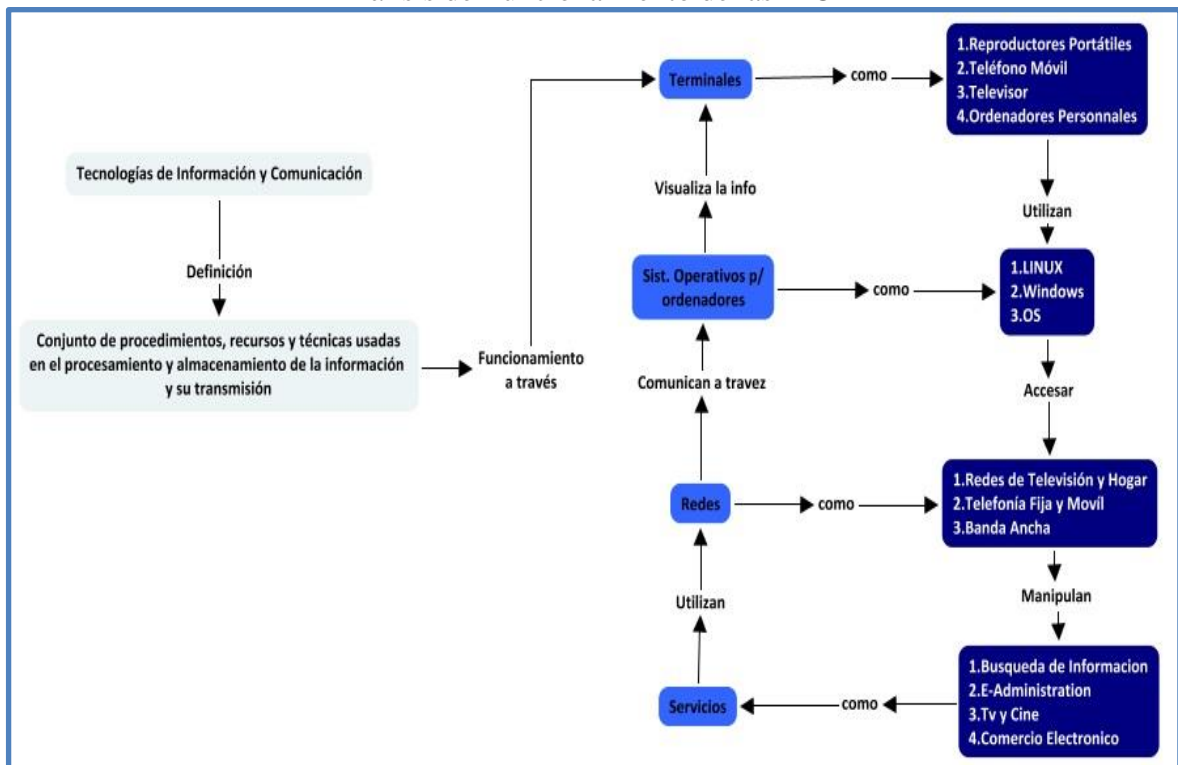 Terminales
como
1.Reproductores Portátiles
2.Teléfono Móvil
3.Televisor
4.Ordenadores Personnales
Tecnologías de Información y Comunicación
Visualiza la info
Utilizan
Definición
Sist. Operativos p/
ordenadores
como
1.LINUX
2.Windows
3.OS
Conjunto de procedimientos, recursos y técnicas usadas
en el procesamiento y almacenamiento de la información
y su transmisión
Funcionamiento
a través
Comunican a travez
Accesar
Redes
como
1.Redes de Televisión y Hogar
2.Telefonía Fija y Movíl
3.Banda Ancha
Utilizan
Manipulan
Servicios
como
1.Busqueda de Informacion
2.E-Administration
3.Tv y Cine
4.Comercio Electronico